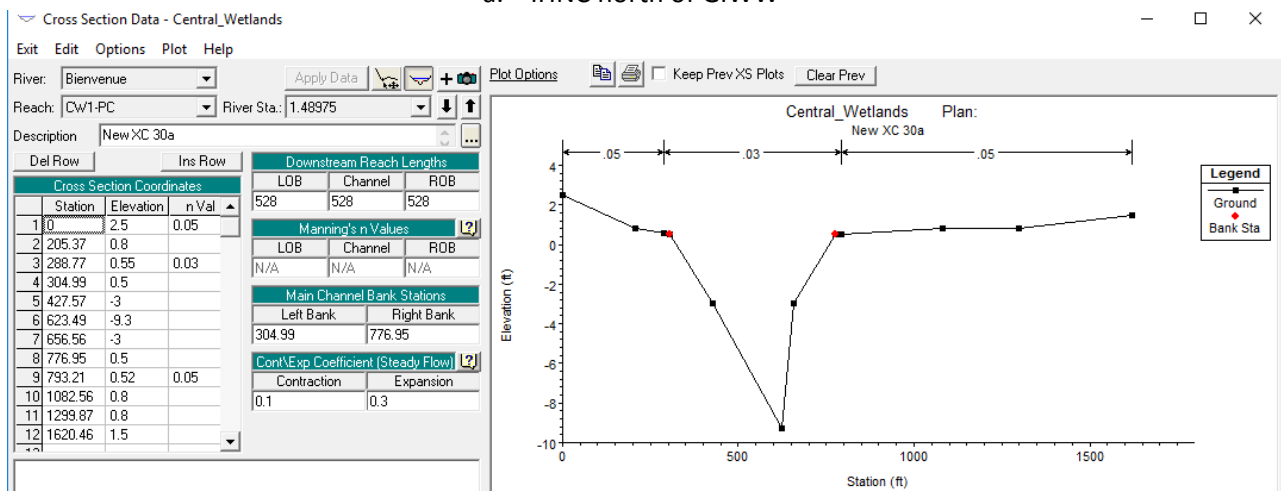 a. IHNC north of GIWW
Cross Section Data - Central_Wetlands
Exit Edit Options Plot Help
River: Bienvenue Apply Data
Reach: CW1-PC River Sta.: 1.48975
Description New XC 30a ...
Del Row Ins Row
Cross Section Coordinates
Station Elevation n Val
1 0 2.5 0.05
2 205.37 0.8
3 288.77 0.55 0.03
4 304.99 0.5
5 427.57 -3
6 623.49 -9.3
7 656.56 -3
8 776.95 0.5
9 793.21 0.52 0.05
10 1082.56 0.8
11 1299.87 0.8
12 1620.46 1.5
Downstream Reach Lengths
LOB Channel ROB
528 528 528
Manning's n Values
LOB Channel ROB
N/A N/A N/A
Main Channel Bank Stations
Left Bank Right Bank
304.99 776.95
Cont\Exp Coefficient (Steady Flow)
Contraction Expansion
0.1 0.3
Plot Options Keep Prev XS Plots Clear Prev
Central_Wetlands Plan:
New XC 30a
.05 .03 .05
4
2
0
-2
-4
-6
-8
-10
Elevation (ft)
0 500 1000 1500
Station (ft)
Legend
Ground
Bank Sta